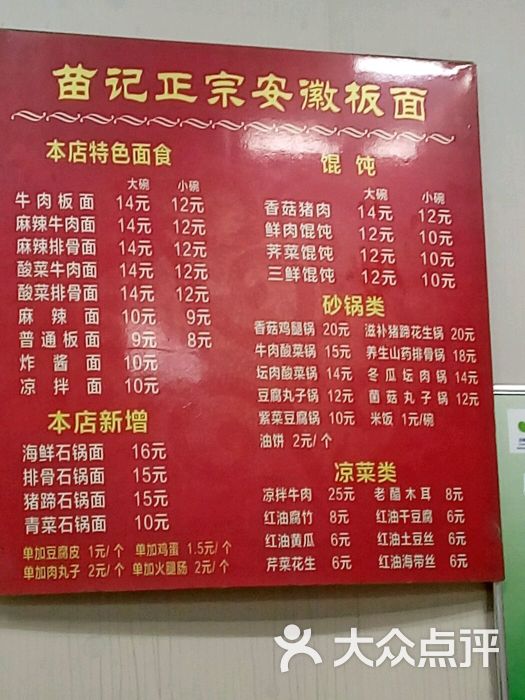 苗记正宗安徽板面
本店特色面食
大碗 小碗
牛肉板面 14元 12元
麻辣牛肉面 14元 12元
麻辣排骨面 14元 12元
酸菜牛肉面 14元 12元
酸菜排骨面 14元 12元
麻辣面 10元 9元
普通板面 9元 8元
炸酱面 10元
凉拌面 10元
本店新增
海鲜石锅面 16元
排骨石锅面 15元
猪蹄石锅面 15元
青菜石锅面 10元
单加豆腐皮 1元/个 单加鸡蛋 1.5元/个
单加肉丸子 2元/个 单加火腿肠 2元/个
馄饨
大碗 小碗
香菇猪肉 14元 12元
鲜肉馄饨 12元 10元
荠菜馄饨 12元 10元
三鲜馄饨 12元 10元
砂锅类
香菇鸡腿锅 20元 滋补猪蹄花生锅 20元
牛肉酸菜锅 15元 养生山药排骨锅 18元
坛肉酸菜锅 14元 冬瓜坛肉锅 14元
豆腐丸子锅 12元 菌菇丸子锅 12元
紫菜豆腐锅 10元 米饭 1元/碗
油饼 2元/个
凉菜类
凉拌牛肉 25元 老醋木耳 8元
红油腐竹 8元 红油干豆腐 6元
红油黄瓜 6元 红油土豆丝 6元
芹菜花生 6元 红油海带丝 6元
大众点评